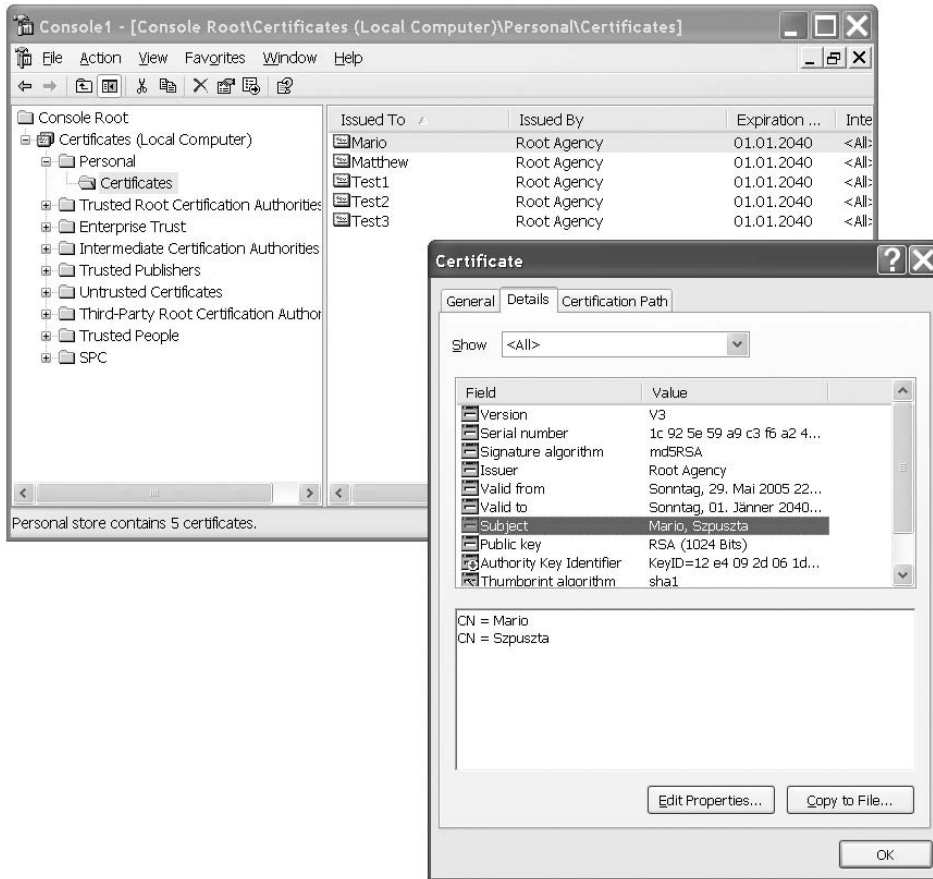 Console1 - [Console Root\Certificates (Local Computer)\Personal\Certificates]
File Action View Favorites Window Help
Console Root
Certificates (Local Computer)
Personal
Certificates
Trusted Root Certification Authorities
Enterprise Trust
Intermediate Certification Authorities
Trusted Publishers
Untrusted Certificates
Third-Party Root Certification Author
Trusted People
SPC
Issued To Issued By Expiration ... Inte
Mario Root Agency 01.01.2040 <All>
Matthew Root Agency 01.01.2040 <All>
Test1 Root Agency 01.01.2040 <All>
Test2 Root Agency 01.01.2040 <All>
Test3 Root Agency 01.01.2040 <All>
Personal store contains 5 certificates.
Certificate
General Details Certification Path
Show <All>
Field Value
Version V3
Serial number 1c 92 5e 59 a9 c3 f6 a2 4...
Signature algorithm md5RSA
Issuer Root Agency
Valid from Sonntag, 29. Mai 2005 22...
Valid to Sonntag, 01. Jänner 2040...
Subject Mario, Szpuszta
Public key RSA (1024 Bits)
Authority Key Identifier KeyID=12 e4 09 2d 06 1d...
Thumbprint algorithm sha1
CN = Mario
CN = Szpuszta
Edit Properties... Copy to File...
OK